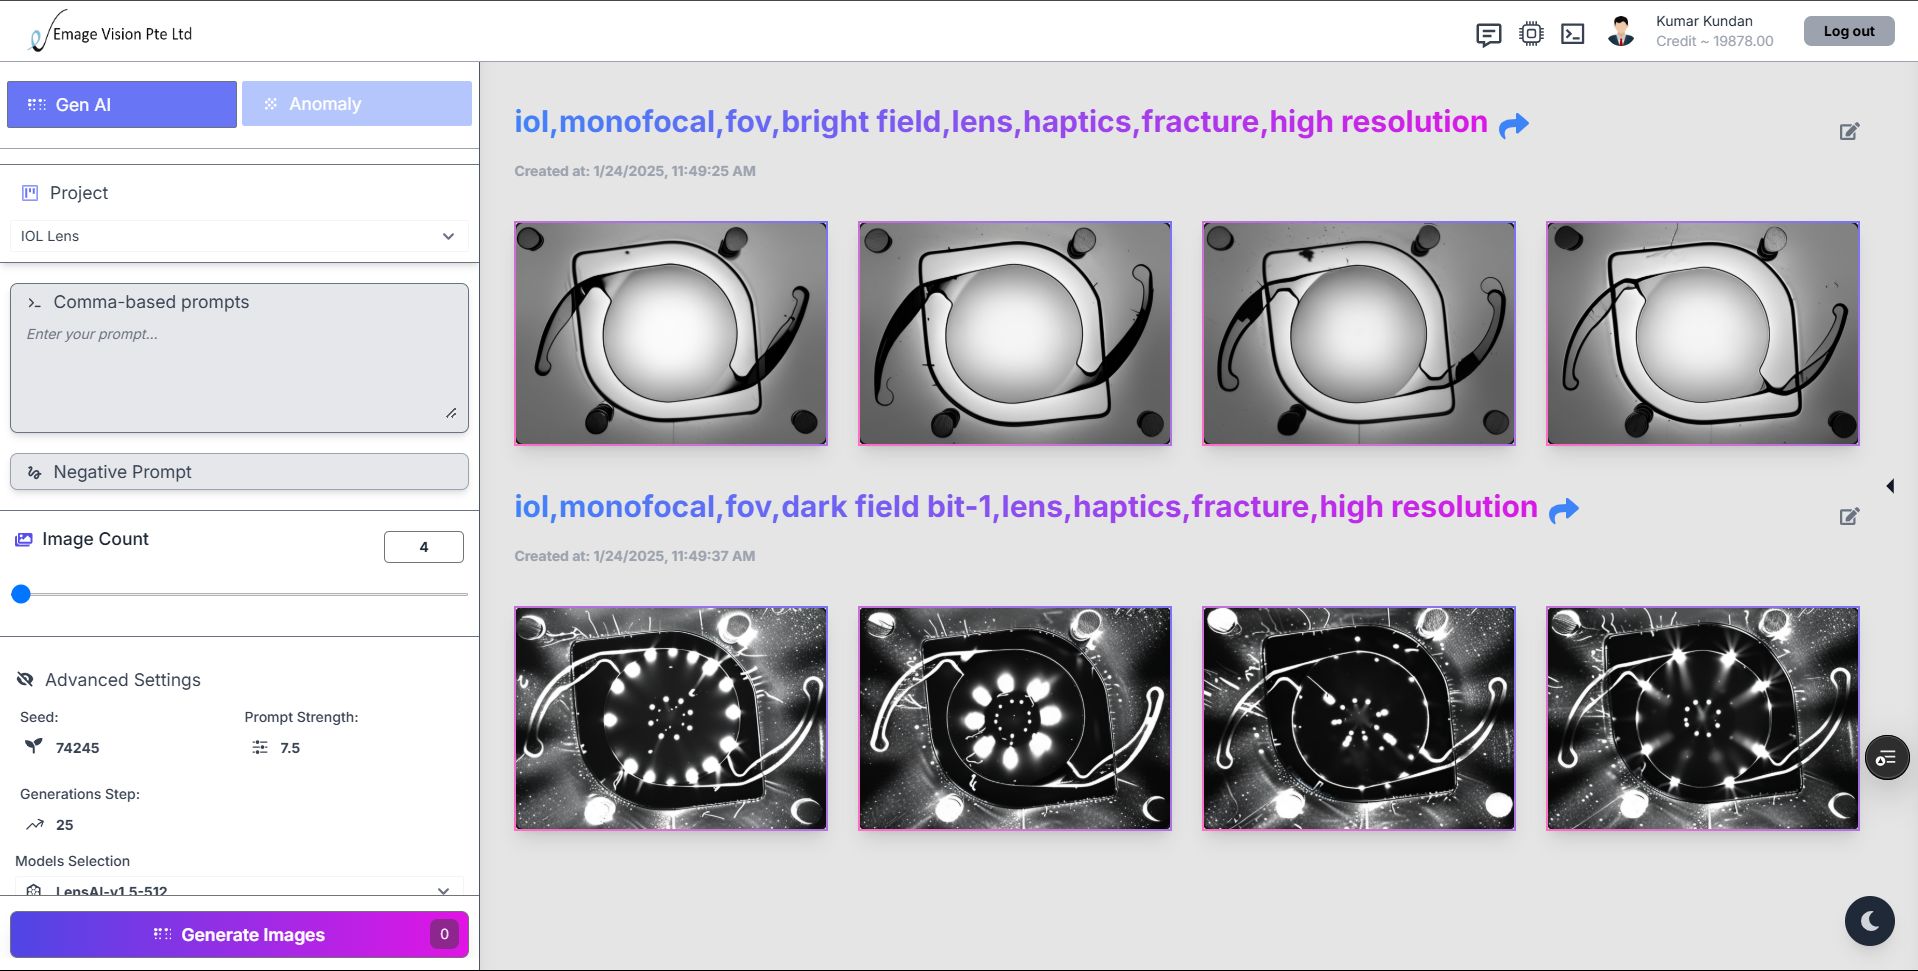 Emage Vision Pte Ltd
Kumar Kundan
Credit ~ 19878.00
Log out
Gen AI
Anomaly
Project
IOL Lens
Comma-based prompts
Enter your prompt...
Negative Prompt
Image Count
4
Advanced Settings
Seed:
Prompt Strength:
74245
7.5
Generations Step:
25
Models Selection
LensAI-v1.5-512
Generate Images
0
iol,monofocal,fov,bright field,lens,haptics,fracture,high resolution
Created at: 1/24/2025, 11:49:25 AM
iol,monofocal,fov,dark field bit-1,lens,haptics,fracture,high resolution
Created at: 1/24/2025, 11:49:37 AM